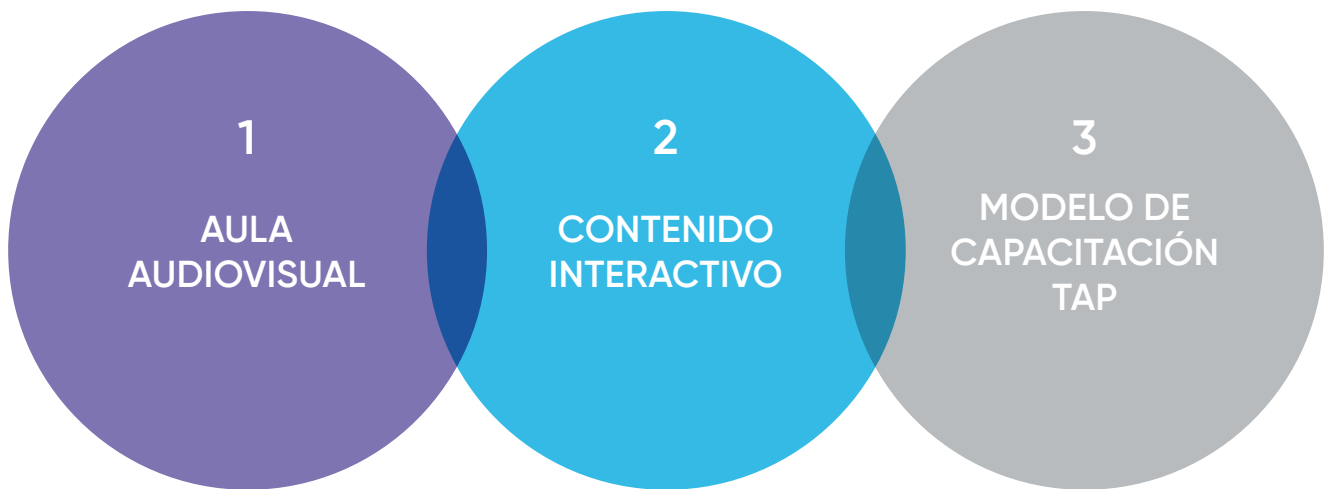 1
AULA
AUDIOVISUAL
2
CONTENIDO
INTERACTIVO
3
MODELO DE
CAPACITACIÓN
TAP